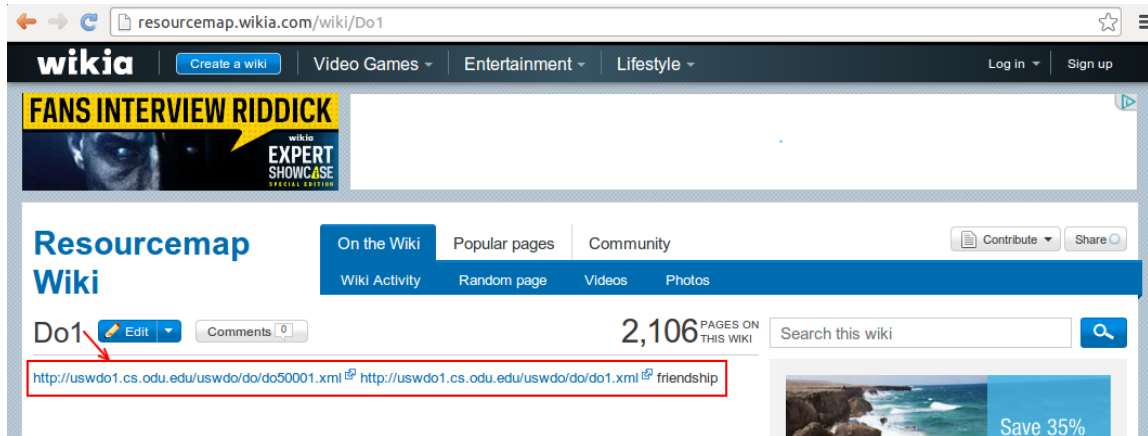 resourcemap.wikia.com/wiki/Do1
wikia Create a wiki Video Games Entertainment Lifestyle Log in Sign up
FANS INTERVIEW RIDDICK
wikia
EXPERT
SHOWCASE
SPECIAL EDITION
Resourcemap
Wiki
On the Wiki Popular pages Community
Contribute Share
Wiki Activity Random page Videos Photos
Do1 Edit Comments 0 2,106 PAGES ON THIS WIKI
Search this wiki
http://uswdo1.cs.odu.edu/uswdo/do/do50001.xml http://uswdo1.cs.odu.edu/uswdo/do/do1.xml friendship
Save 35%